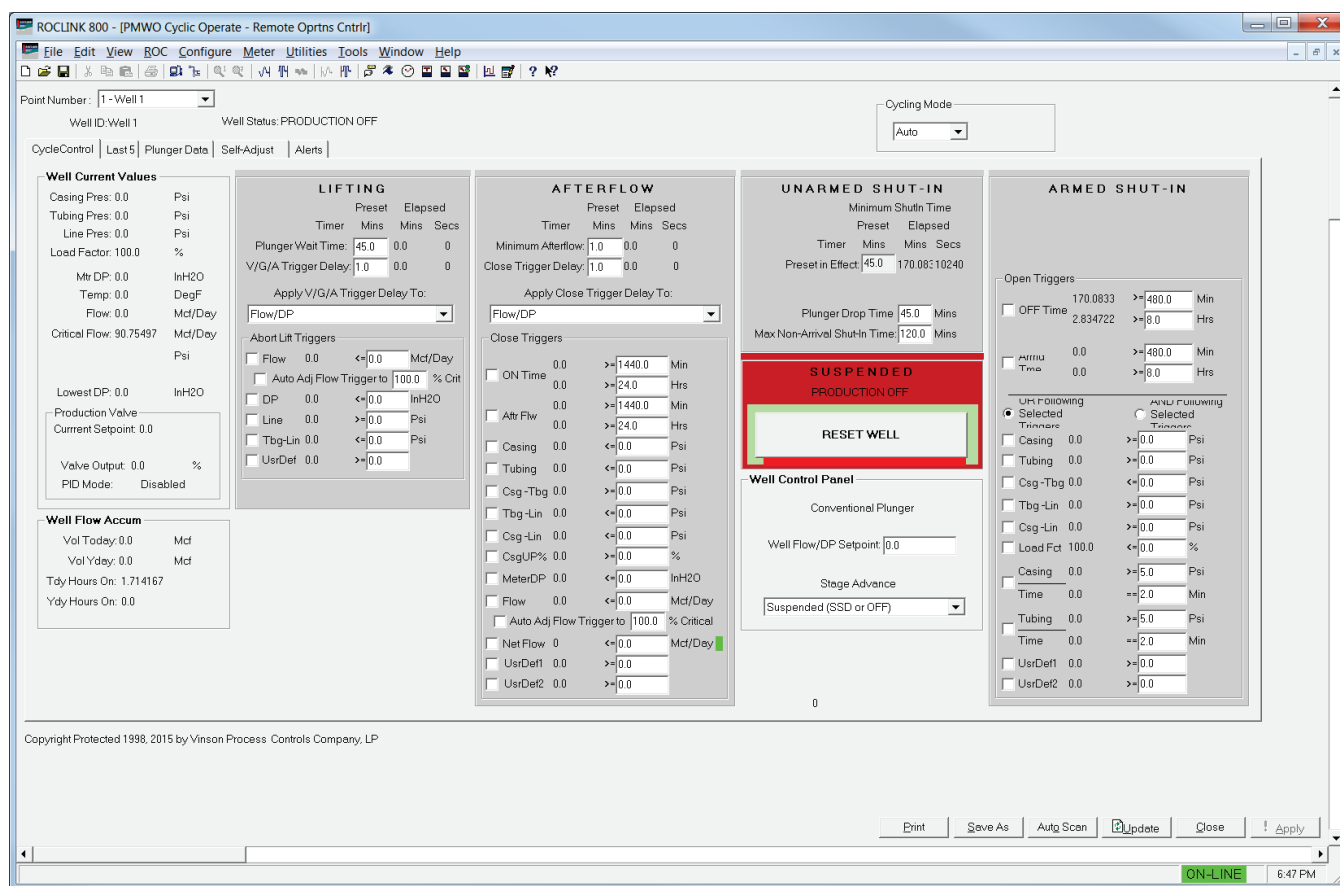 ROCLINK 800 - [PMWO Cyclic Operate - Remote Oprtns Cntrlr]
File Edit View ROC Configure Meter Utilities Tools Window Help
Point Number: 1 - Well 1
Well ID:Well 1 Well Status: PRODUCTION OFF
Cycling Mode
Auto
CycleControl Last 5 Plunger Data Self-Adjust Alerts
Well Current Values
Casing Pres: 0.0 Psi
Tubing Pres: 0.0 Psi
Line Pres: 0.0 Psi
Load Factor: 100.0 %
Mtr DP: 0.0 InH2O
Temp: 0.0 DegF
Flow: 0.0 Mcf/Day
Critical Flow: 90.75497 Mcf/Day
Psi
Lowest DP: 0.0 InH2O
Production Valve
Currrent Setpoint: 0.0
Valve Output: 0.0 %
PID Mode: Disabled
Well Flow Accum
Vol Today: 0.0 Mcf
Vol Yday: 0.0 Mcf
Tdy Hours On: 1.714167
Ydy Hours On: 0.0
LIFTING
Preset Elapsed
Timer Mins Mins Secs
Plunger Wait Time: 45.0 0.0 0
V/G/A Trigger Delay: 1.0 0.0 0
Apply V/G/A Trigger Delay To:
Flow/DP
Abort Lift Triggers
Flow 0.0 <= 0.0 Mcf/Day
Auto Adj Flow Trigger to 100.0 % Crit
DP 0.0 <= 0.0 InH2O
Line 0.0 >= 0.0 Psi
Tbg-Lin 0.0 <= 0.0 Psi
UsrDef 0.0 >= 0.0
AFTERFLOW
Preset Elapsed
Timer Mins Mins Secs
Minimum Afterflow: 1.0 0.0 0
Close Trigger Delay: 1.0 0.0 0
Apply Close Trigger Delay To:
Flow/DP
Close Triggers
0.0 >= 1440.0 Min
ON Time
0.0 >= 24.0 Hrs
0.0 >= 1440.0 Min
Aftr Flw
0.0 >= 24.0 Hrs
Casing 0.0 <= 0.0 Psi
Tubing 0.0 <= 0.0 Psi
Csg -Tbg 0.0 >= 0.0 Psi
Tbg -Lin 0.0 <= 0.0 Psi
Csg -Lin 0.0 <= 0.0 Psi
CsgUP% 0.0 >= 0.0 %
MeterDP 0.0 <= 0.0 InH2O
Flow 0.0 <= 0.0 Mcf/Day
Auto Adj Flow Trigger to 100.0 % Critical
Net Flow 0 <= 0.0 Mcf/Day
UsrDef1 0.0 >= 0.0
UsrDef2 0.0 >= 0.0
UNARMED SHUT-IN
Minimum ShutIn Time
Preset Elapsed
Timer Mins Mins Secs
Preset in Effect: 45.0 170.083 10240
Plunger Drop Time 45.0 Mins
Max Non-Arrival Shut-In Time: 120.0 Mins
SUSPENDED
PRODUCTION OFF
RESET WELL
Well Control Panel
Conventional Plunger
Well Flow/DP Setpoint: 0.0
Stage Advance
Suspended (SSD or OFF)
0
ARMED SHUT-IN
Open Triggers
170.0833 >= 480.0 Min
OFF Time
2.834722 >= 8.0 Hrs
0.0 >= 480.0 Min
0.0 >= 8.0 Hrs
OR Following AND Following
Selected Selected
Triggers Triggers
Casing 0.0 >= 0.0 Psi
Tubing 0.0 >= 0.0 Psi
Csg -Tbg 0.0 <= 0.0 Psi
Tbg -Lin 0.0 >= 0.0 Psi
Csg -Lin 0.0 >= 0.0 Psi
Load Fct 100.0 <= 0.0 %
Casing 0.0 >= 5.0 Psi
Time 0.0 == 2.0 Min
Tubing 0.0 >= 5.0 Psi
Time 0.0 == 2.0 Min
UsrDef1 0.0 >= 0.0
UsrDef2 0.0 >= 0.0
Copyright Protected 1998, 2015 by Vinson Process Controls Company, LP
Print Save As Auto Scan Update Close ! Apply
ON-LINE 6:47 PM